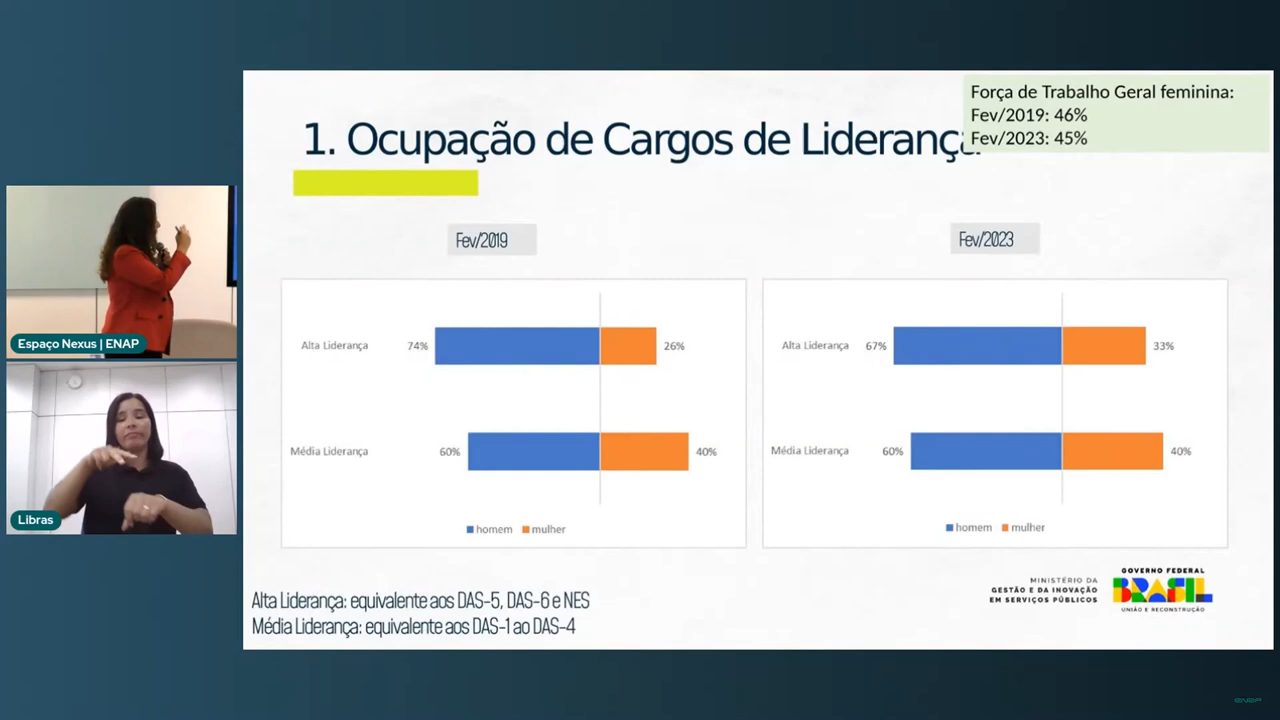 Força de Trabalho Geral feminina:
Fev/2019: 46%
Fev/2023: 45%
1. Ocupação de Cargos de Liderança
Fev/2019
Fev/2023
Alta Liderança 74% 26%
Média Liderança 60% 40%
homem mulher
Alta Liderança 67% 33%
Média Liderança 60% 40%
homem mulher
Espaço Nexus | ENAP
Libras
Alta Liderança: equivalente aos DAS-5, DAS-6 e NES
Média Liderança: equivalente aos DAS-1 ao DAS-4
MINISTÉRIO DA
GESTÃO E DA INOVAÇÃO
EM SERVIÇOS PÚBLICOS
GOVERNO FEDERAL
BRASIL
UNIÃO E RECONSTRUÇÃO
enap